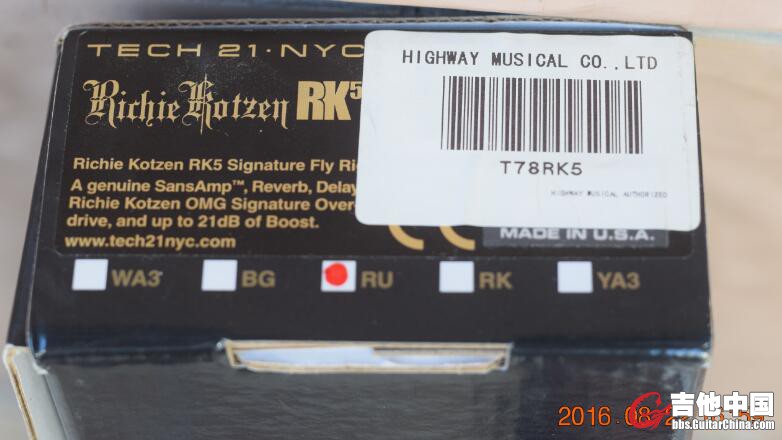 TECH 21·NYC
HIGHWAY MUSICAL CO.,LTD
Richie Kotzen RK5
T78RK5
HIGHWAY MUSICAL AUTHORIZED
Richie Kotzen RK5 Signature Fly
A genuine SansAmp™, Reverb, Delay
Richie Kotzen OMG Signature
drive, and up to 21dB of Boost.
www.tech21nyc.com
CE
MADE IN U.S.A.
WA3 BG RU RK YA3
2016.08
吉他中国
bbs.GuitarChina.com